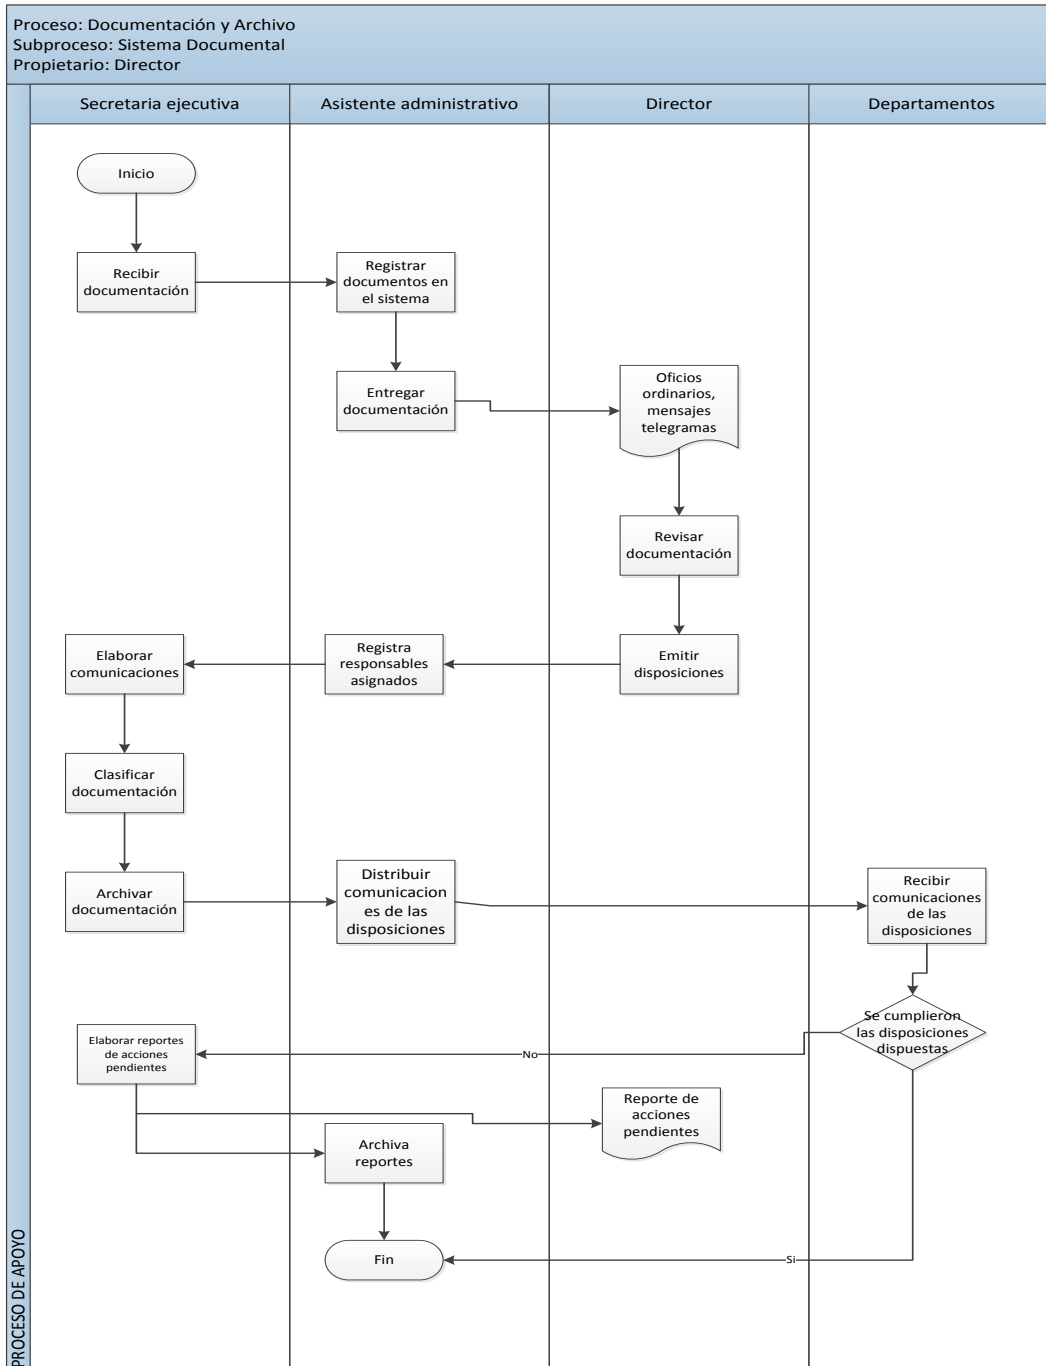 Proceso: Documentación y Archivo
Subproceso: Sistema Documental
Propietario: Director
Secretaria ejecutiva
Asistente administrativo
Director
Departamentos
Inicio
Recibir
documentación
Registrar
documentos en
el sistema
Entregar
documentación
Oficios
ordinarios,
mensajes
telegramas
Revisar
documentación
Emitir
disposiciones
Registra
responsables
asignados
Elaborar
comunicaciones
Clasificar
documentación
Archivar
documentación
Distribuir
comunicacion
es de las
disposiciones
Recibir
comunicaciones
de las
disposiciones
Se cumplieron
las disposiciones
dispuestas
No
Elaborar reportes
de acciones
pendientes
Reporte de
acciones
pendientes
Archiva
reportes
Si
Fin
PROCESO DE APOYO